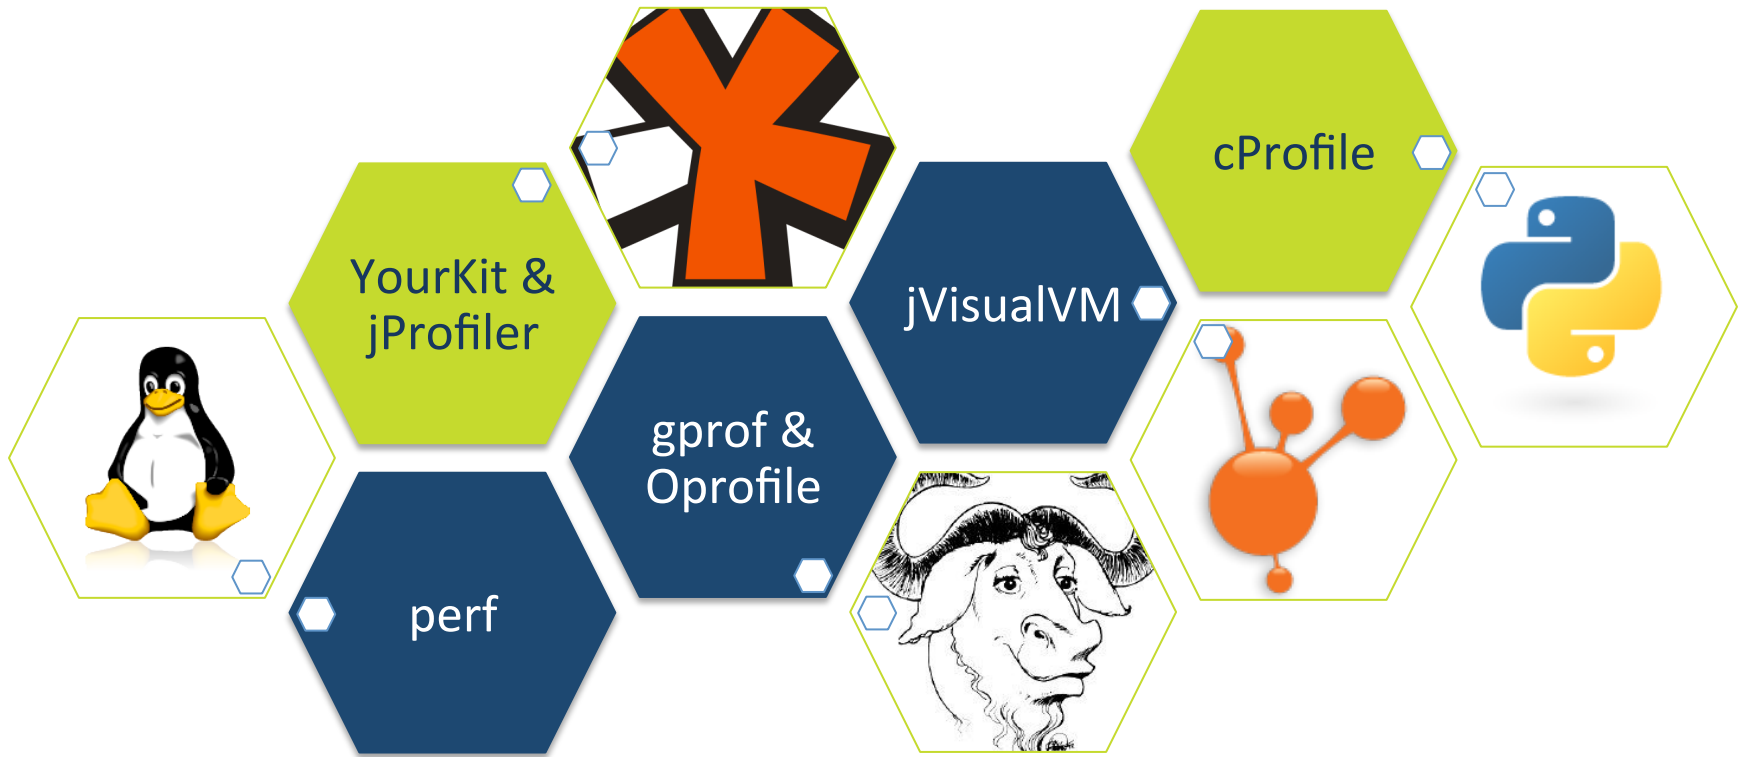 YourKit &
jProfiler
perf
gprof &
Oprofile
jVisualVM
cProfile